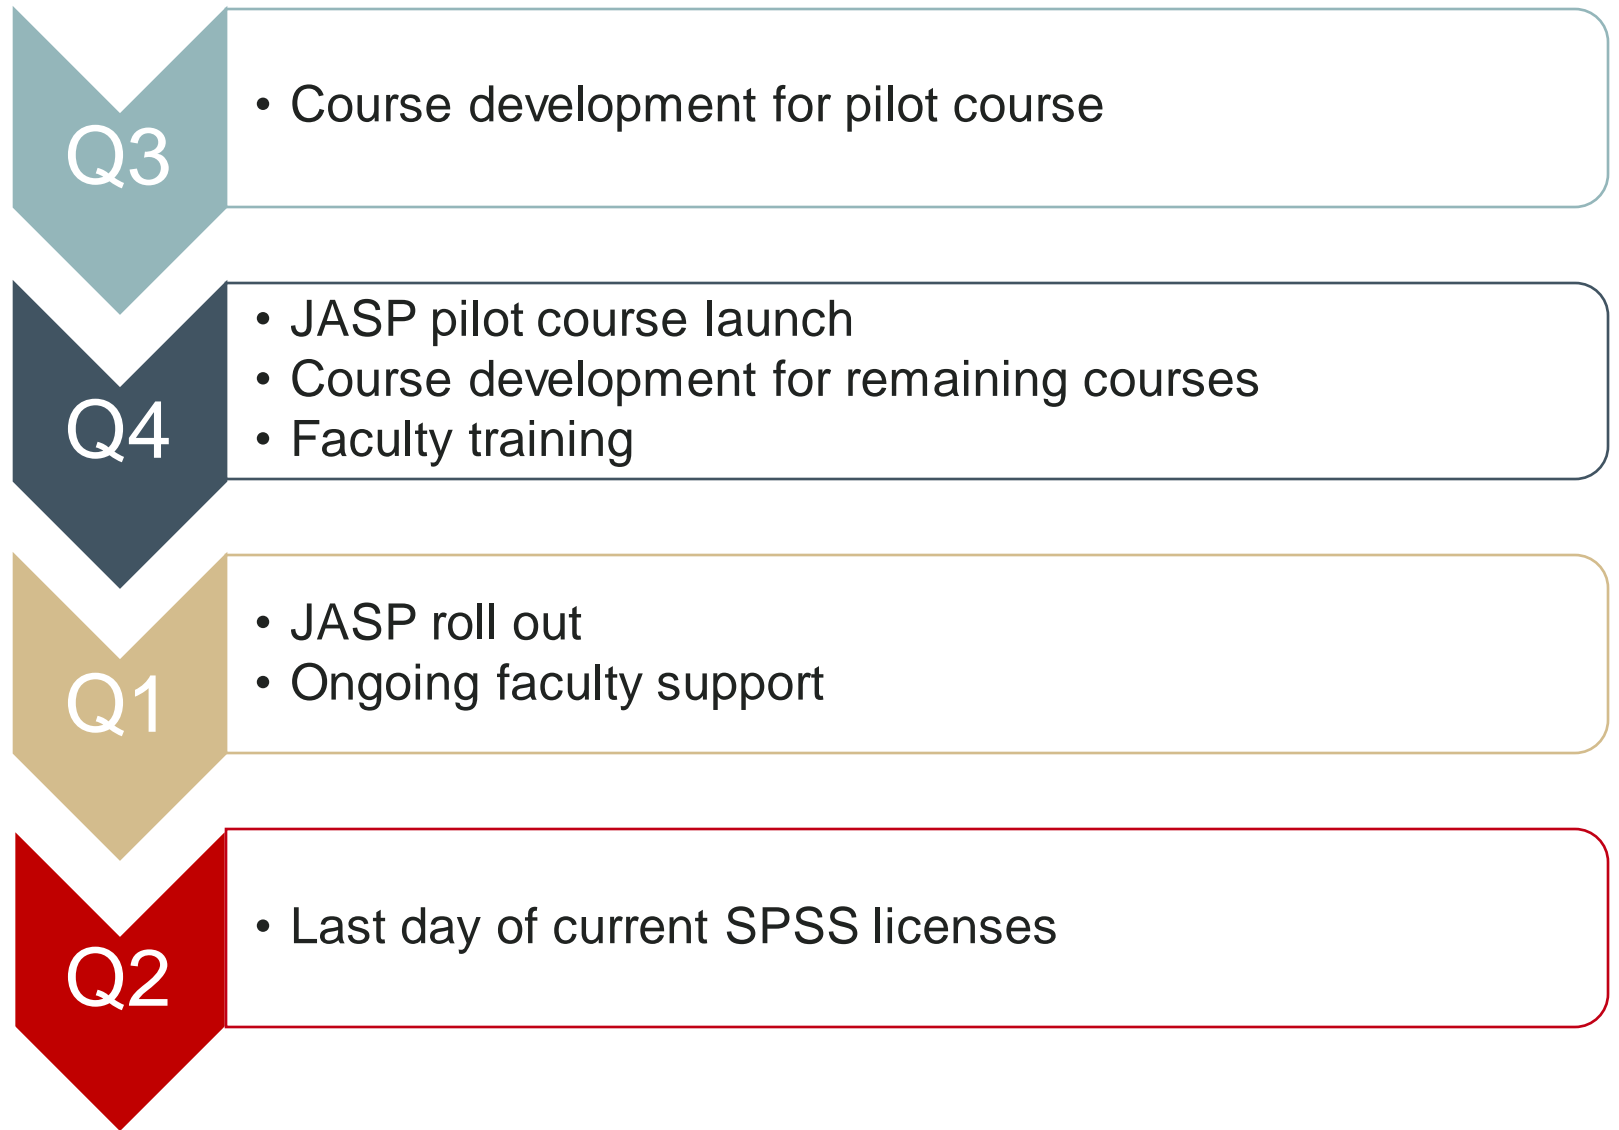 Q3
• Course development for pilot course
Q4
• JASP pilot course launch
• Course development for remaining courses
• Faculty training
Q1
• JASP roll out
• Ongoing faculty support
Q2
• Last day of current SPSS licenses